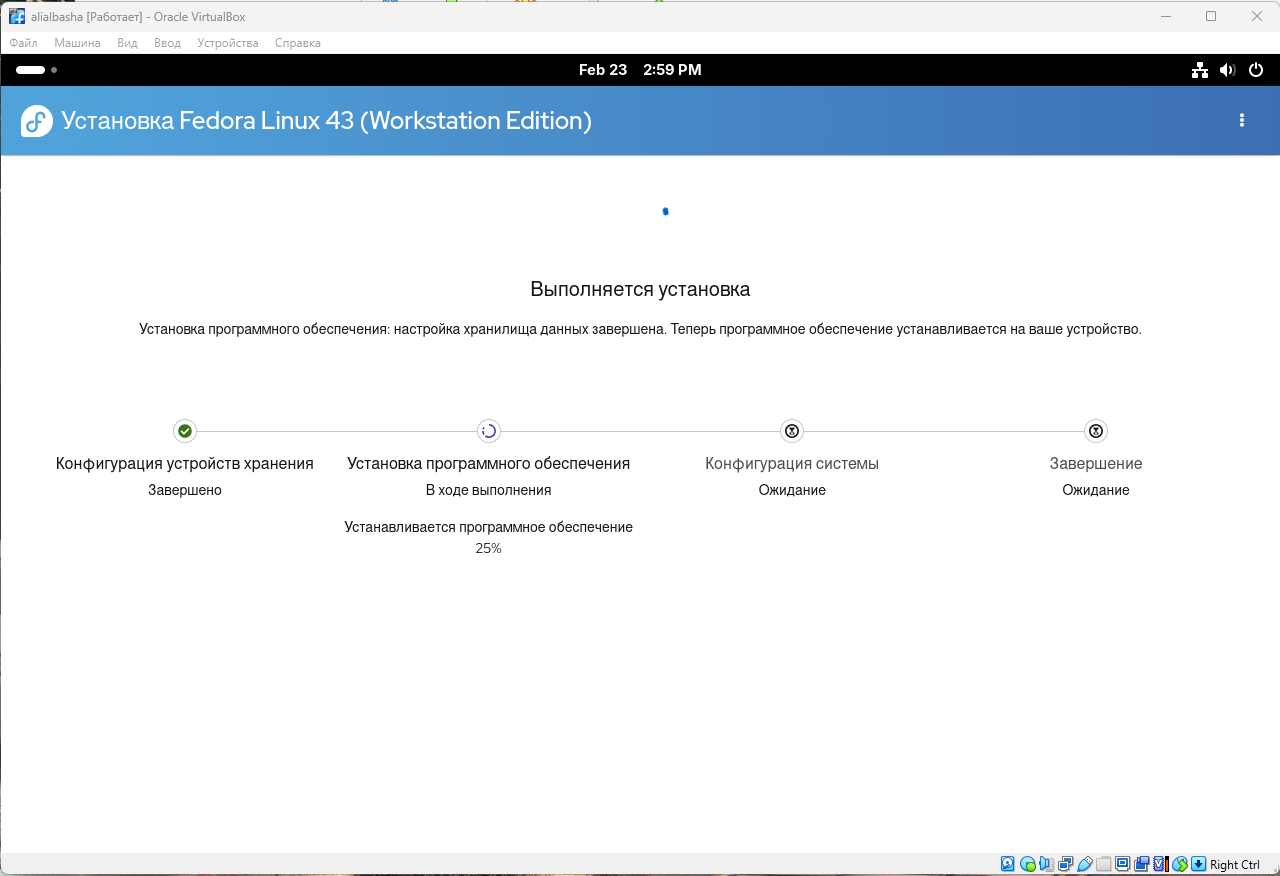 alialbasha [Работает] - Oracle VirtualBox
Файл Машина Вид Ввод Устройства Справка
Feb 23 2:59 PM
Установка Fedora Linux 43 (Workstation Edition)
Выполняется установка
Установка программного обеспечения: настройка хранилища данных завершена. Теперь программное обеспечение устанавливается на ваше устройство.
Конфигурация устройств хранения
Завершено
Установка программного обеспечения
В ходе выполнения
Устанавливается программное обеспечение
25%
Конфигурация системы
Ожидание
Завершение
Ожидание
Right Ctrl